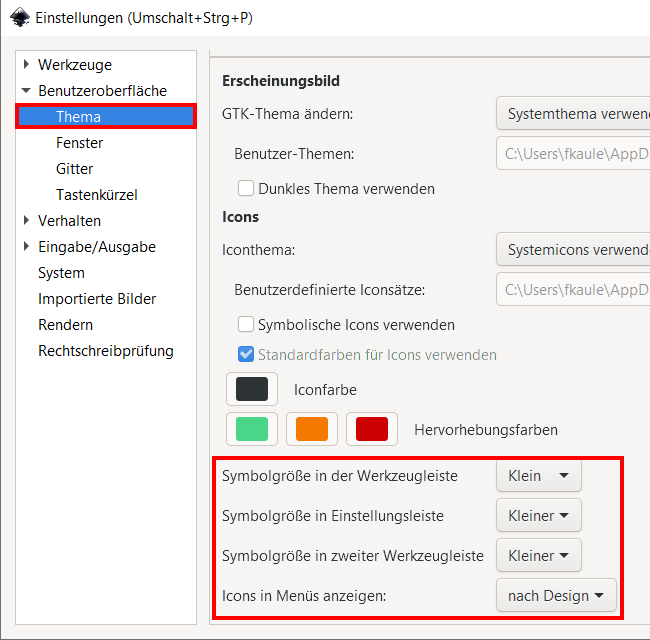 Einstellungen (Umschalt+Strg+P)
Werkzeuge
Benutzeroberfläche
Thema
Fenster
Gitter
Tastenkürzel
Verhalten
Eingabe/Ausgabe
System
Importierte Bilder
Rendern
Rechtschreibprüfung
Erscheinungsbild
GTK-Thema ändern: Systemthema verwen
Benutzer-Themen: C:\Users\fkaule\AppD
Dunkles Thema verwenden
Icons
Iconthema: Systemicons verwend
Benutzerdefinierte Iconsätze: C:\Users\fkaule\AppD
Symbolische Icons verwenden
Standardfarben für Icons verwenden
Iconfarbe
Hervorhebungsfarben
Symbolgröße in der Werkzeugleiste Klein
Symbolgröße in Einstellungsleiste Kleiner
Symbolgröße in zweiter Werkzeugleiste Kleiner
Icons in Menüs anzeigen: nach Design